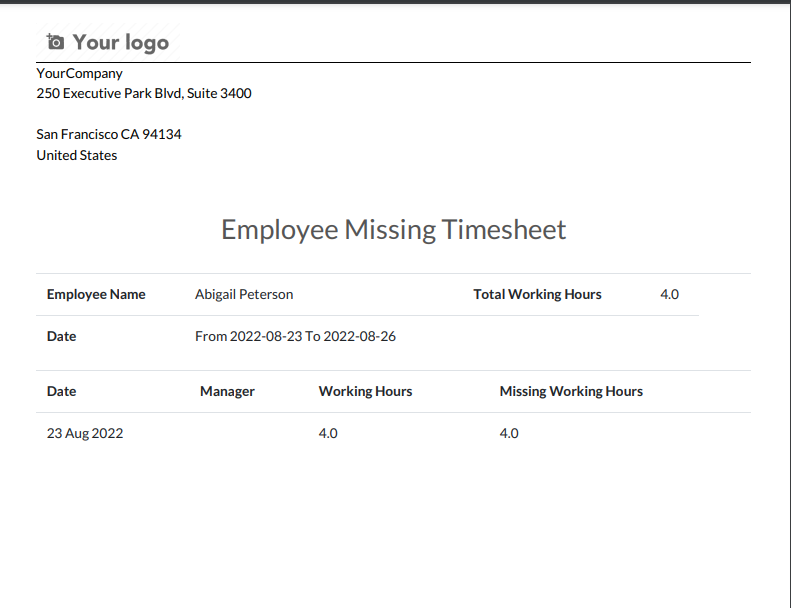 Your logo
YourCompany
250 Executive Park Blvd, Suite 3400
San Francisco CA 94134
United States
Employee Missing Timesheet
Employee Name Abigail Peterson Total Working Hours 4.0
Date From 2022-08-23 To 2022-08-26
Date Manager Working Hours Missing Working Hours
23 Aug 2022 4.0 4.0